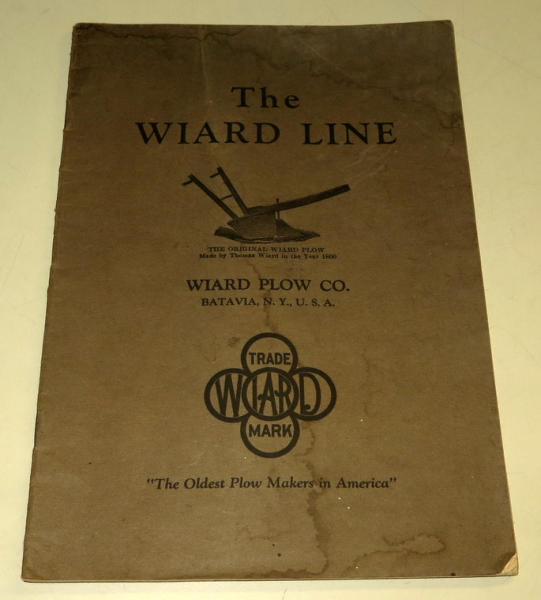 The
WIARD LINE
THE ORIGINAL WIARD PLOW
Made by Thomas Wiard in the Year 1800
WIARD PLOW CO.
BATAVIA, N. Y., U. S. A.
TRADE
WIARD
MARK
"The Oldest Plow Makers in America"